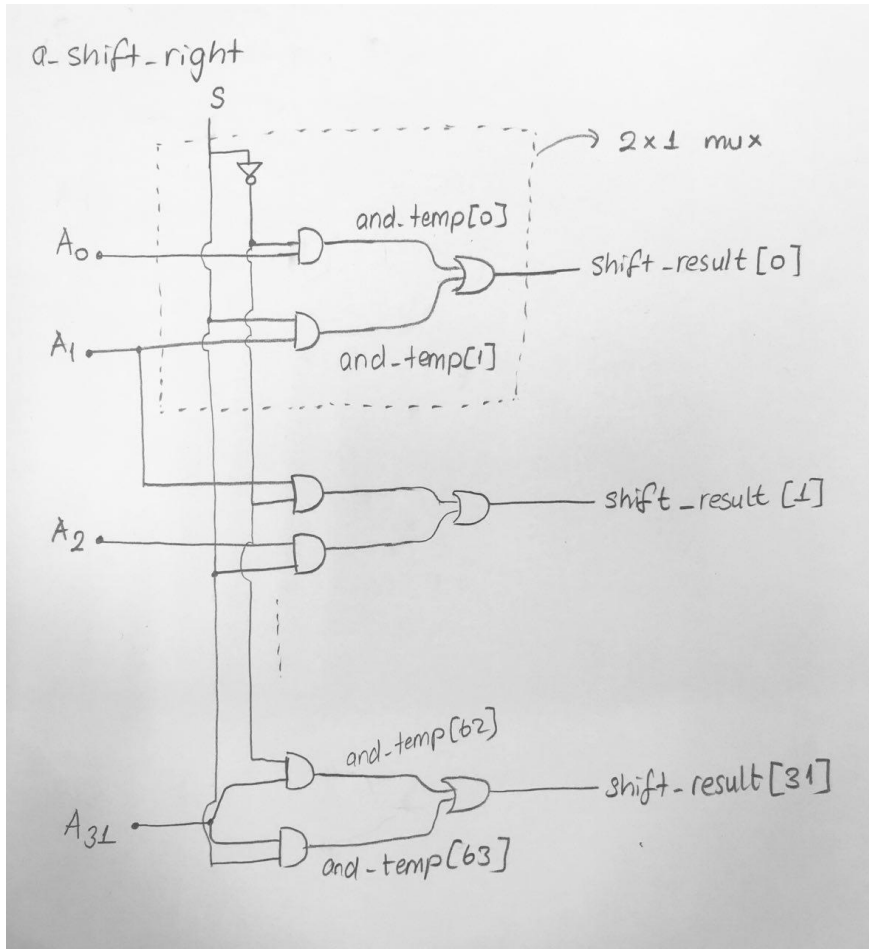 a_shift_right
S
2x1 mux
and_temp[0]
A0
shift_result[0]
A1
and_temp[1]
shift_result[1]
A2
and_temp[62]
shift_result[31]
A31
and_temp[63]